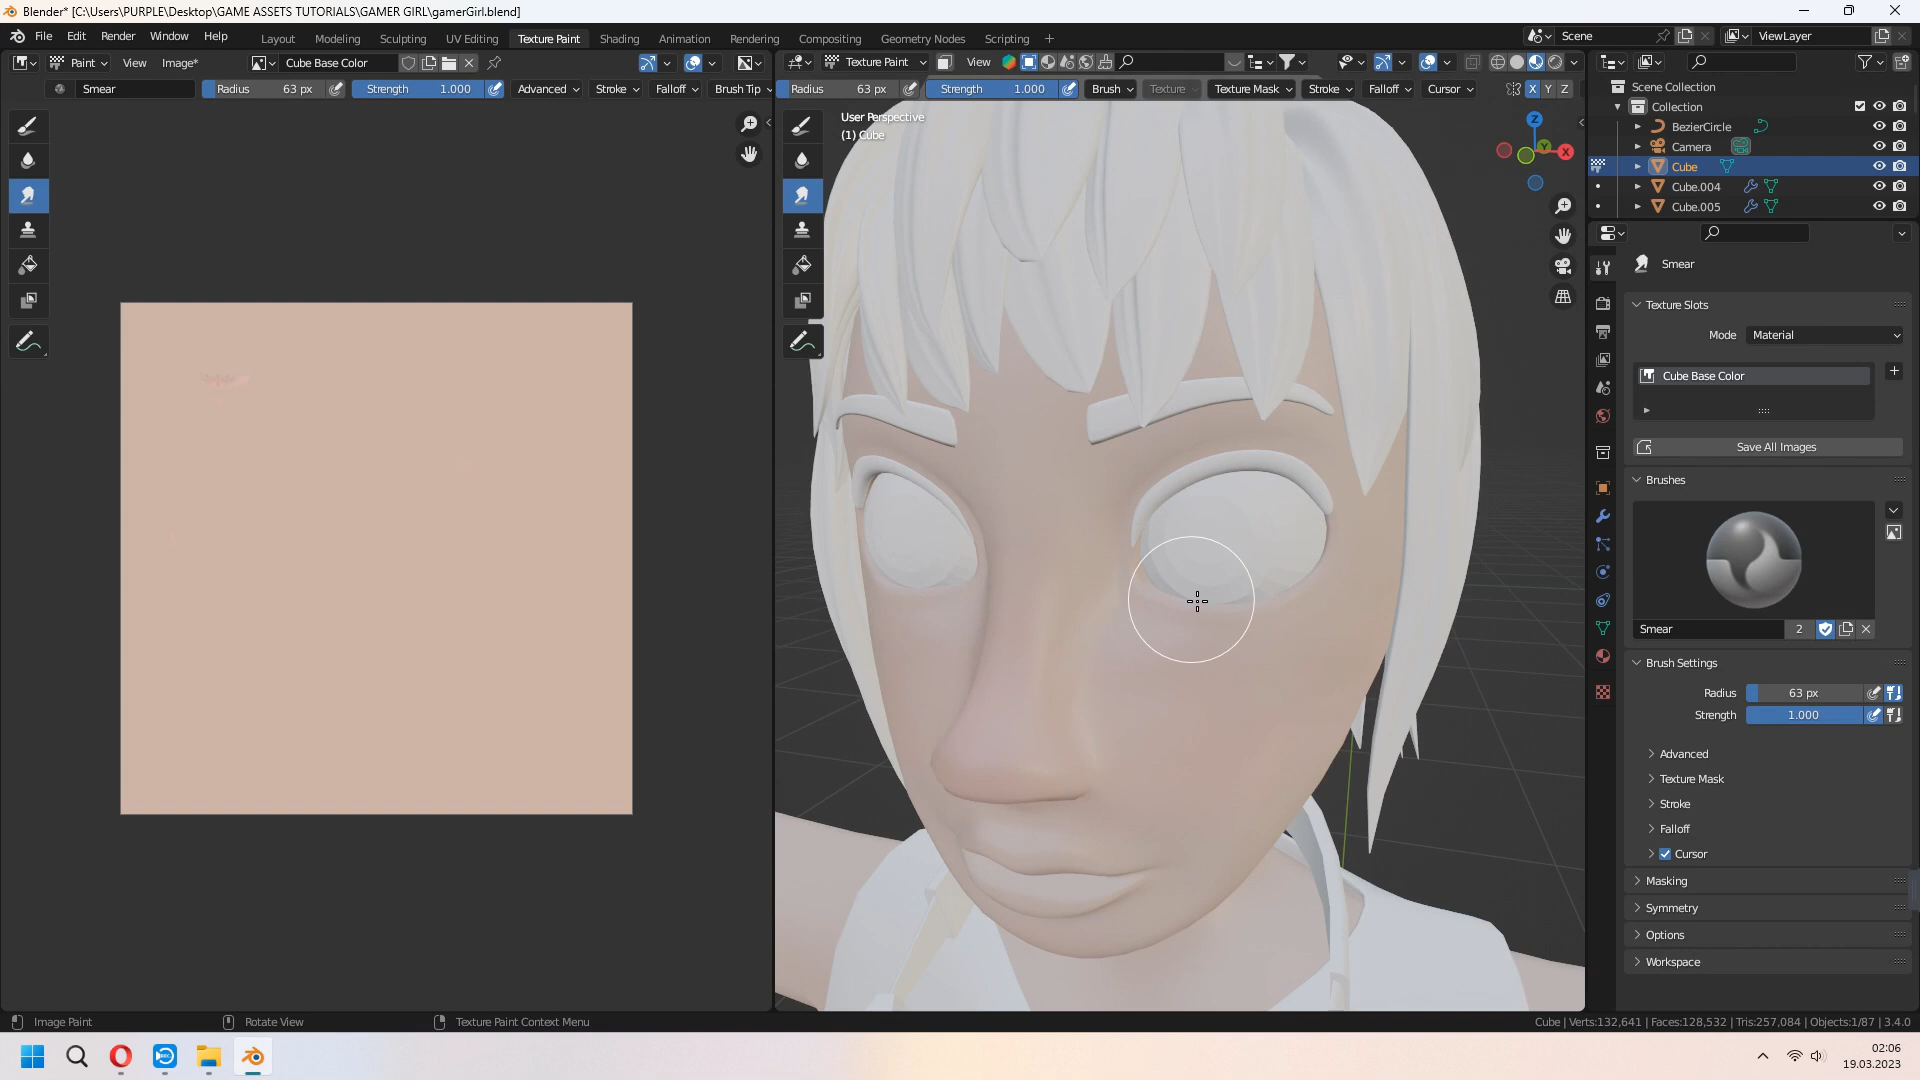 Blender* [C:\Users\PURPLE\Desktop\GAME ASSETS TUTORIALS\GAMER GIRL\gamerGirl.blend]
File Edit Render Window Help Layout Modeling Sculpting UV Editing Texture Paint Shading Animation Rendering Compositing Geometry Nodes Scripting + Scene ViewLayer
Paint View Image* Cube Base Color Texture Paint View
Smear Radius 63 px Strength 1.000 Advanced Stroke Falloff Brush Tip Radius 63 px Strength 1.000 Brush Texture Texture Mask Stroke Falloff Cursor X Y Z
User Perspective
(1) Cube
Z
Y
X
Scene Collection
Collection
BezierCircle
Camera
Cube
Cube.004
Cube.005
Smear
Texture Slots
Mode Material
Cube Base Color
Save All Images
Brushes
Smear 2
Brush Settings
Radius 63 px
Strength 1.000
Advanced
Texture Mask
Stroke
Falloff
Cursor
Masking
Symmetry
Options
Workspace
Image Paint Rotate View Texture Paint Context Menu Cube | Verts:132,641 | Faces:128,532 | Tris:257,084 | Objects:1/87 | 3.4.0
02:06
19.03.2023